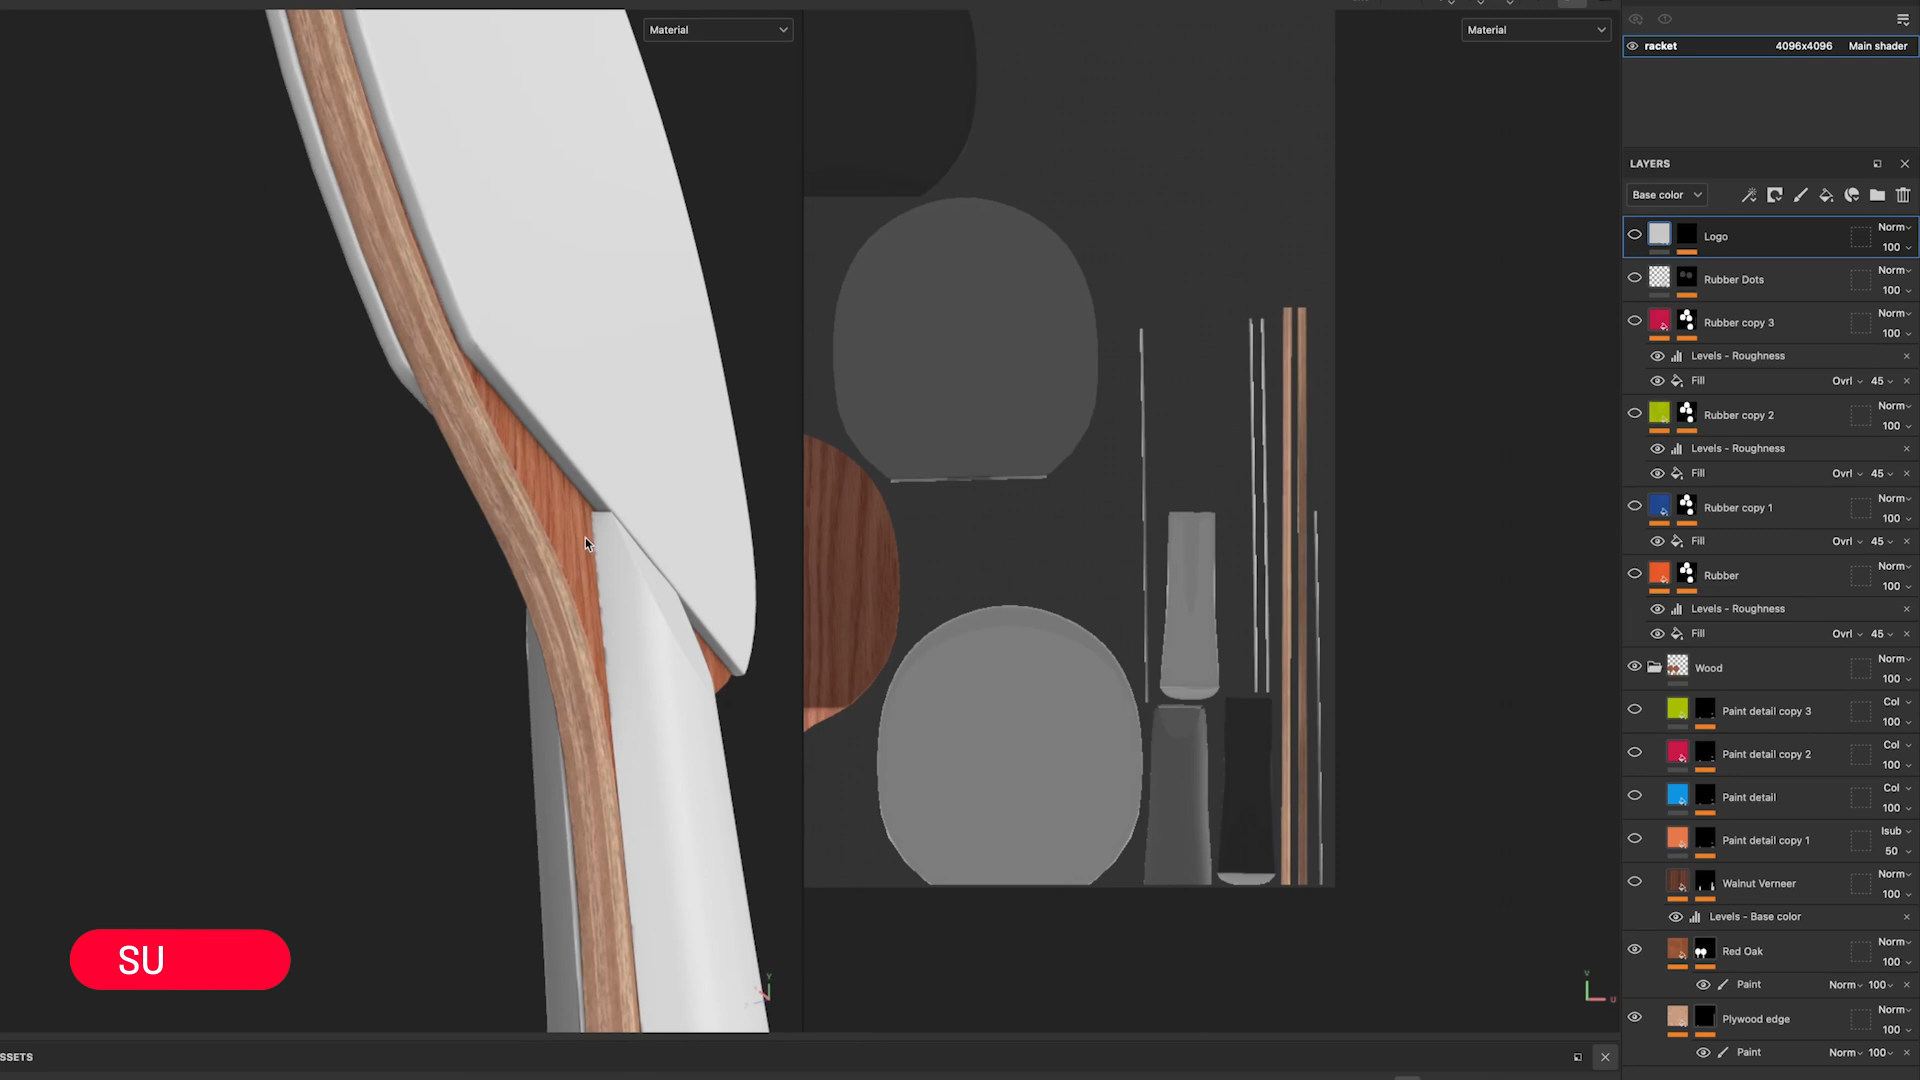 Material
Material
racket 4096x4096 Main shader
LAYERS
Base color
Logo Norm 100
Rubber Dots Norm 100
Rubber copy 3 Norm 100
Levels - Roughness
Fill Ovrl 45
Rubber copy 2 Norm 100
Levels - Roughness
Fill Ovrl 45
Rubber copy 1 Norm 100
Fill Ovrl 45
Rubber Norm 100
Levels - Roughness
Fill Ovrl 45
Wood Norm 100
Paint detail copy 3 Col 100
Paint detail copy 2 Col 100
Paint detail Col 100
Paint detail copy 1 Isub 50
Walnut Verneer Norm 100
Levels - Base color
Red Oak Norm 100
Paint Norm 100
Plywood edge Norm 100
Paint Norm 100
SU
Y
V
U
SSETS